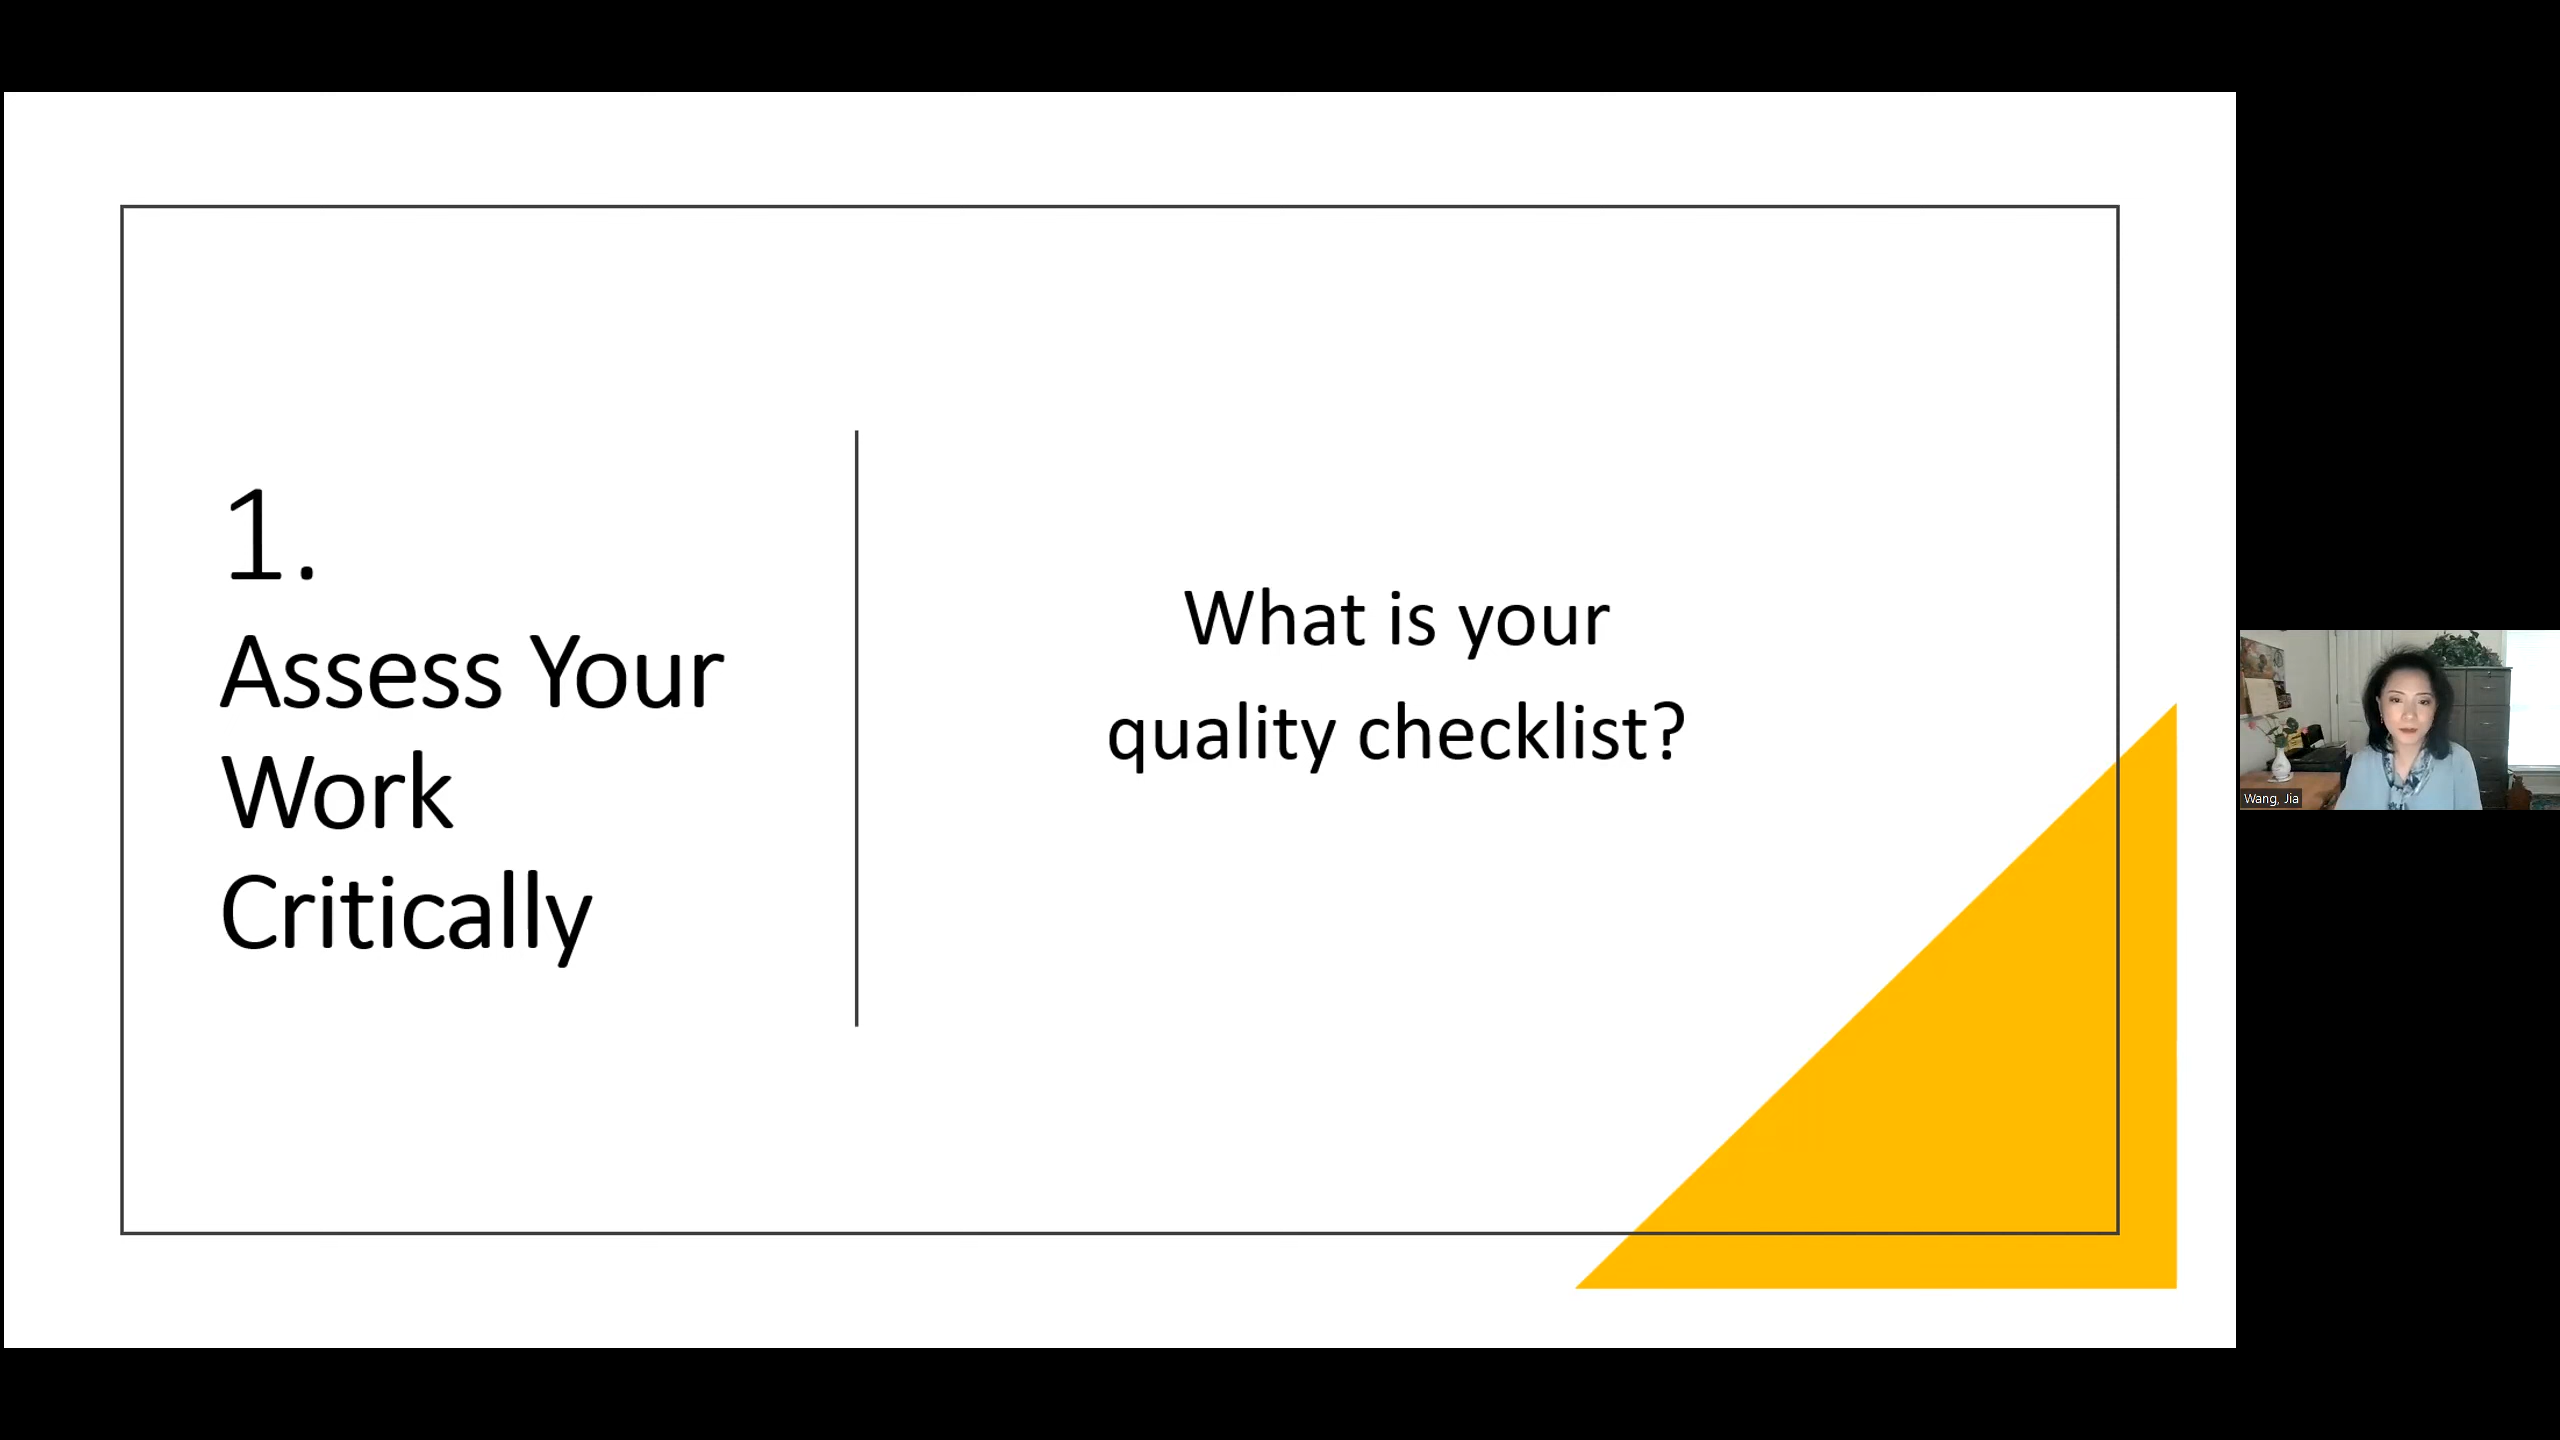 1.
Assess Your
Work
Critically
What is your
quality checklist?
Wang, Jia